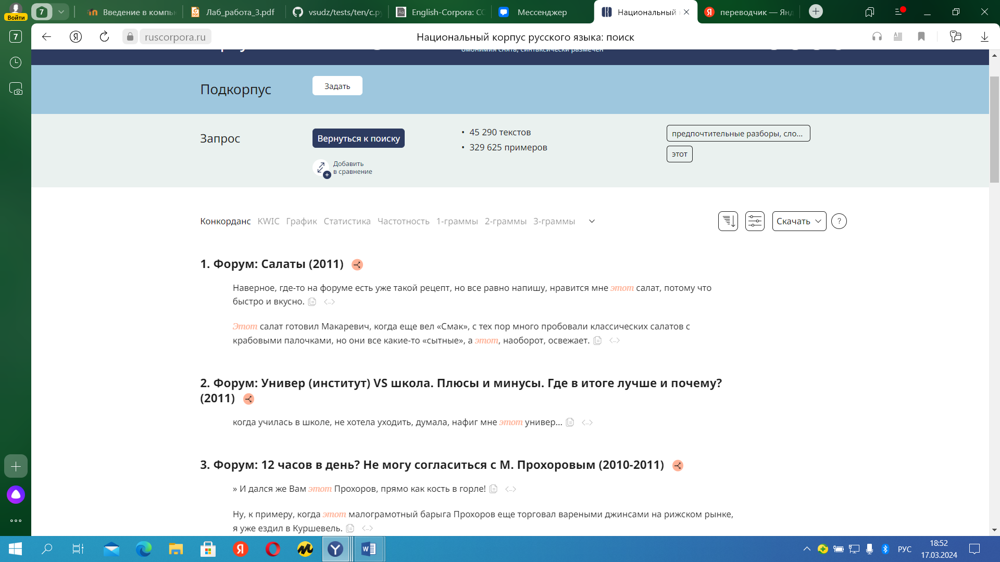 Войти
7
Введение в компь
Лаб_работа_3.pdf
vsudz/tests/ten/c.py
English-Corpora: CO
Мессенджер
Национальный
переводчик — Янд
7
ruscorpora.ru
Национальный корпус русского языка: поиск
омонимия снята, синтаксически размечен
Подкорпус
Задать
Запрос
Вернуться к поиску
Добавить
в сравнение
• 45 290 текстов
• 329 625 примеров
предпочтительные разборы, сло...
этот
Конкорданс KWIC График Статистика Частотность 1-граммы 2-граммы 3-граммы
Скачать
?
1. Форум: Салаты (2011)
Наверное, где-то на форуме есть уже такой рецепт, но все равно напишу, нравится мне этот салат, потому что
быстро и вкусно.
Этот салат готовил Макаревич, когда еще вел «Смак», с тех пор много пробовали классических салатов с
крабовыми палочками, но они все какие-то «сытные», а этот, наоборот, освежает.
2. Форум: Универ (институт) VS школа. Плюсы и минусы. Где в итоге лучше и почему?
(2011)
когда училась в школе, не хотела уходить, думала, нафиг мне этот универ...
3. Форум: 12 часов в день? Не могу согласиться с М. Прохоровым (2010-2011)
» И дался же Вам этот Прохоров, прямо как кость в горле!
Ну, к примеру, когда этот малограмотный барыга Прохоров еще торговал вареными джинсами на рижском рынке,
я уже ездил в Куршевель.
РУС
18:52
17.03.2024